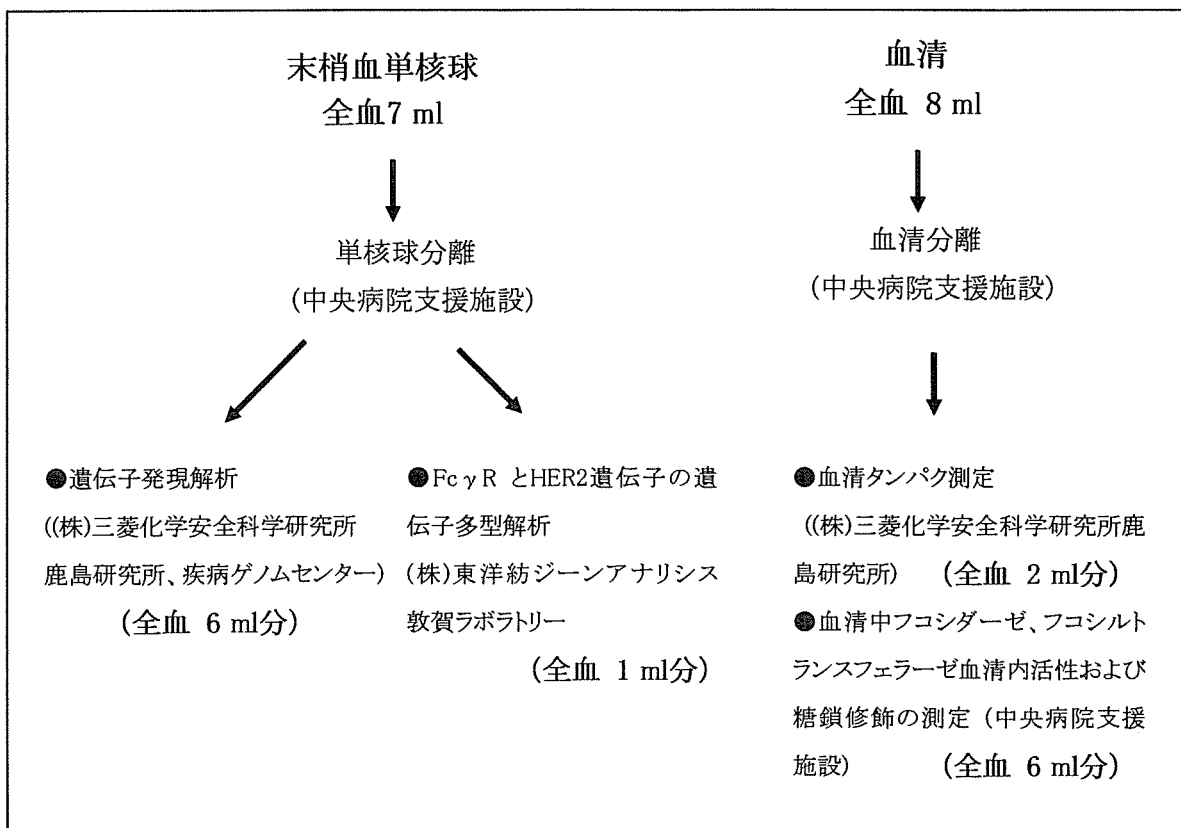 末梢血単核球
全血7 ml
単核球分離
(中央病院支援施設)
●遺伝子発現解析
((株)三菱化学安全科学研究所
鹿島研究所、疾病ゲノムセンター)
(全血 6 ml分)
●Fc γ R とHER2遺伝子の遺
伝子多型解析
(株)東洋紡ジーンアナリシス
敦賀ラボラトリー
(全血 1 ml分)
血清
全血 8 ml
血清分離
(中央病院支援施設)
●血清タンパク測定
((株)三菱化学安全科学研究所鹿
島研究所) (全血 2 ml分)
●血清中フコシダーゼ、フコシルト
ランスフェラーゼ血清内活性および
糖鎖修飾の測定 (中央病院支援
施設) (全血 6 ml分)